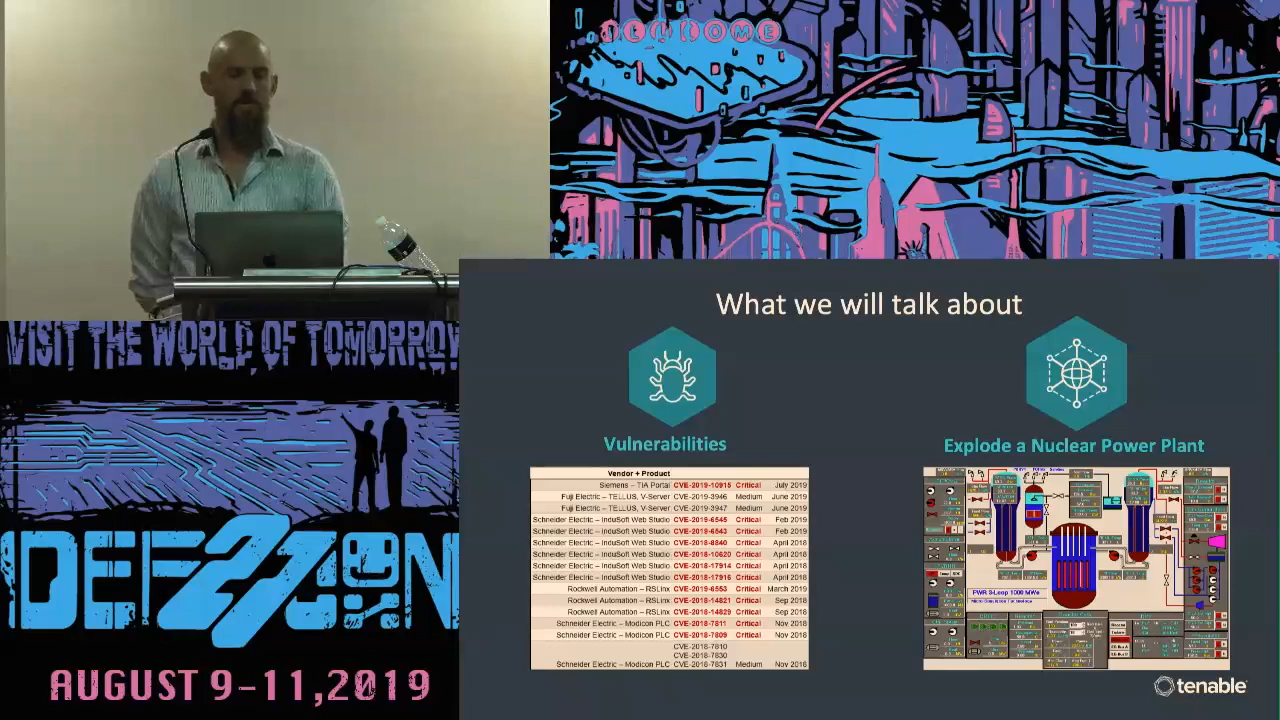 WELCOME
What we will talk about
Vulnerabilities
Explode a Nuclear Power Plant
Vendor + Product
Siemens – TIA Portal CVE-2019-10915 Critical July 2019
Fuji Electric – TELLUS, V-Server CVE-2019-3946 Medium June 2019
Fuji Electric – TELLUS, V-Server CVE-2019-3947 Medium June 2019
Schneider Electric – InduSoft Web Studio CVE-2019-6545 Critical Feb 2019
Schneider Electric – InduSoft Web Studio CVE-2019-6543 Critical Feb 2019
Schneider Electric – InduSoft Web Studio CVE-2018-8840 Critical April 2018
Schneider Electric – InduSoft Web Studio CVE-2018-10620 Critical April 2018
Schneider Electric – InduSoft Web Studio CVE-2018-17914 Critical April 2018
Schneider Electric – InduSoft Web Studio CVE-2018-17916 Critical April 2018
Rockwell Automation – RSLinx CVE-2019-6553 Critical March 2019
Rockwell Automation – RSLinx CVE-2018-14821 Critical Sep 2018
Rockwell Automation – RSLinx CVE-2018-14829 Critical Sep 2018
Schneider Electric – Modicon PLC CVE-2018-7811 Critical Nov 2018
Schneider Electric – Modicon PLC CVE-2018-7809 Critical Nov 2018
CVE-2018-7810
CVE-2018-7830
Schneider Electric – Modicon PLC CVE-2018-7831 Medium Nov 2018
PWR 3-Loop 1000 MWe
tenable
VISIT THE WORLD OF TOMORROW
DEF CON
AUGUST 9-11,2019